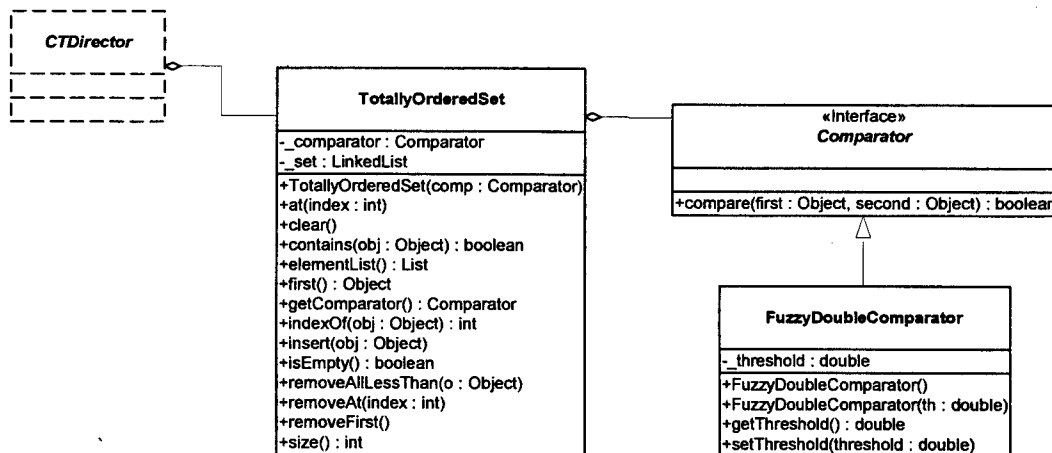 CTDirector
TotallyOrderedSet
-_comparator : Comparator
-_set : LinkedList
+TotallyOrderedSet(comp : Comparator)
+at(index : int)
+clear()
+contains(obj : Object) : boolean
+elementList() : List
+first() : Object
+getComparator() : Comparator
+indexOf(obj : Object) : int
+insert(obj : Object)
+isEmpty() : boolean
+removeAllLessThan(o : Object)
+removeAt(index : int)
+removeFirst()
+size() : int
«Interface»
Comparator
+compare(first : Object, second : Object) : boolean
FuzzyDoubleComparator
-_threshold : double
+FuzzyDoubleComparator()
+FuzzyDoubleComparator(th : double)
+getThreshold() : double
+setThreshold(threshold : double)